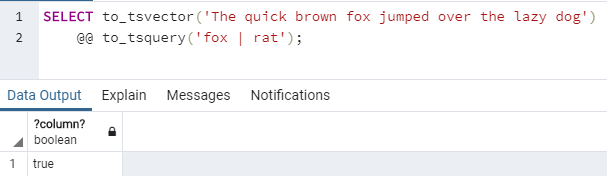 1 SELECT to_tsvector('The quick brown fox jumped over the lazy dog')
2 @@ to_tsquery('fox | rat');
Data Output Explain Messages Notifications
?column?
boolean
1 true